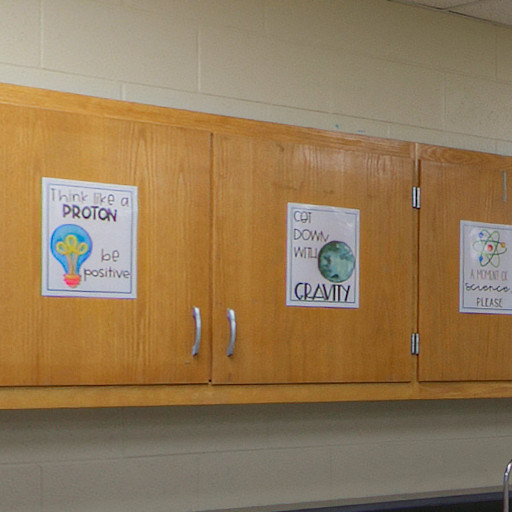 Think like a
PROTON
be
positive
GET
DOWN
WITH
GRAVITY
A MOMENT OF
science
PLEASE